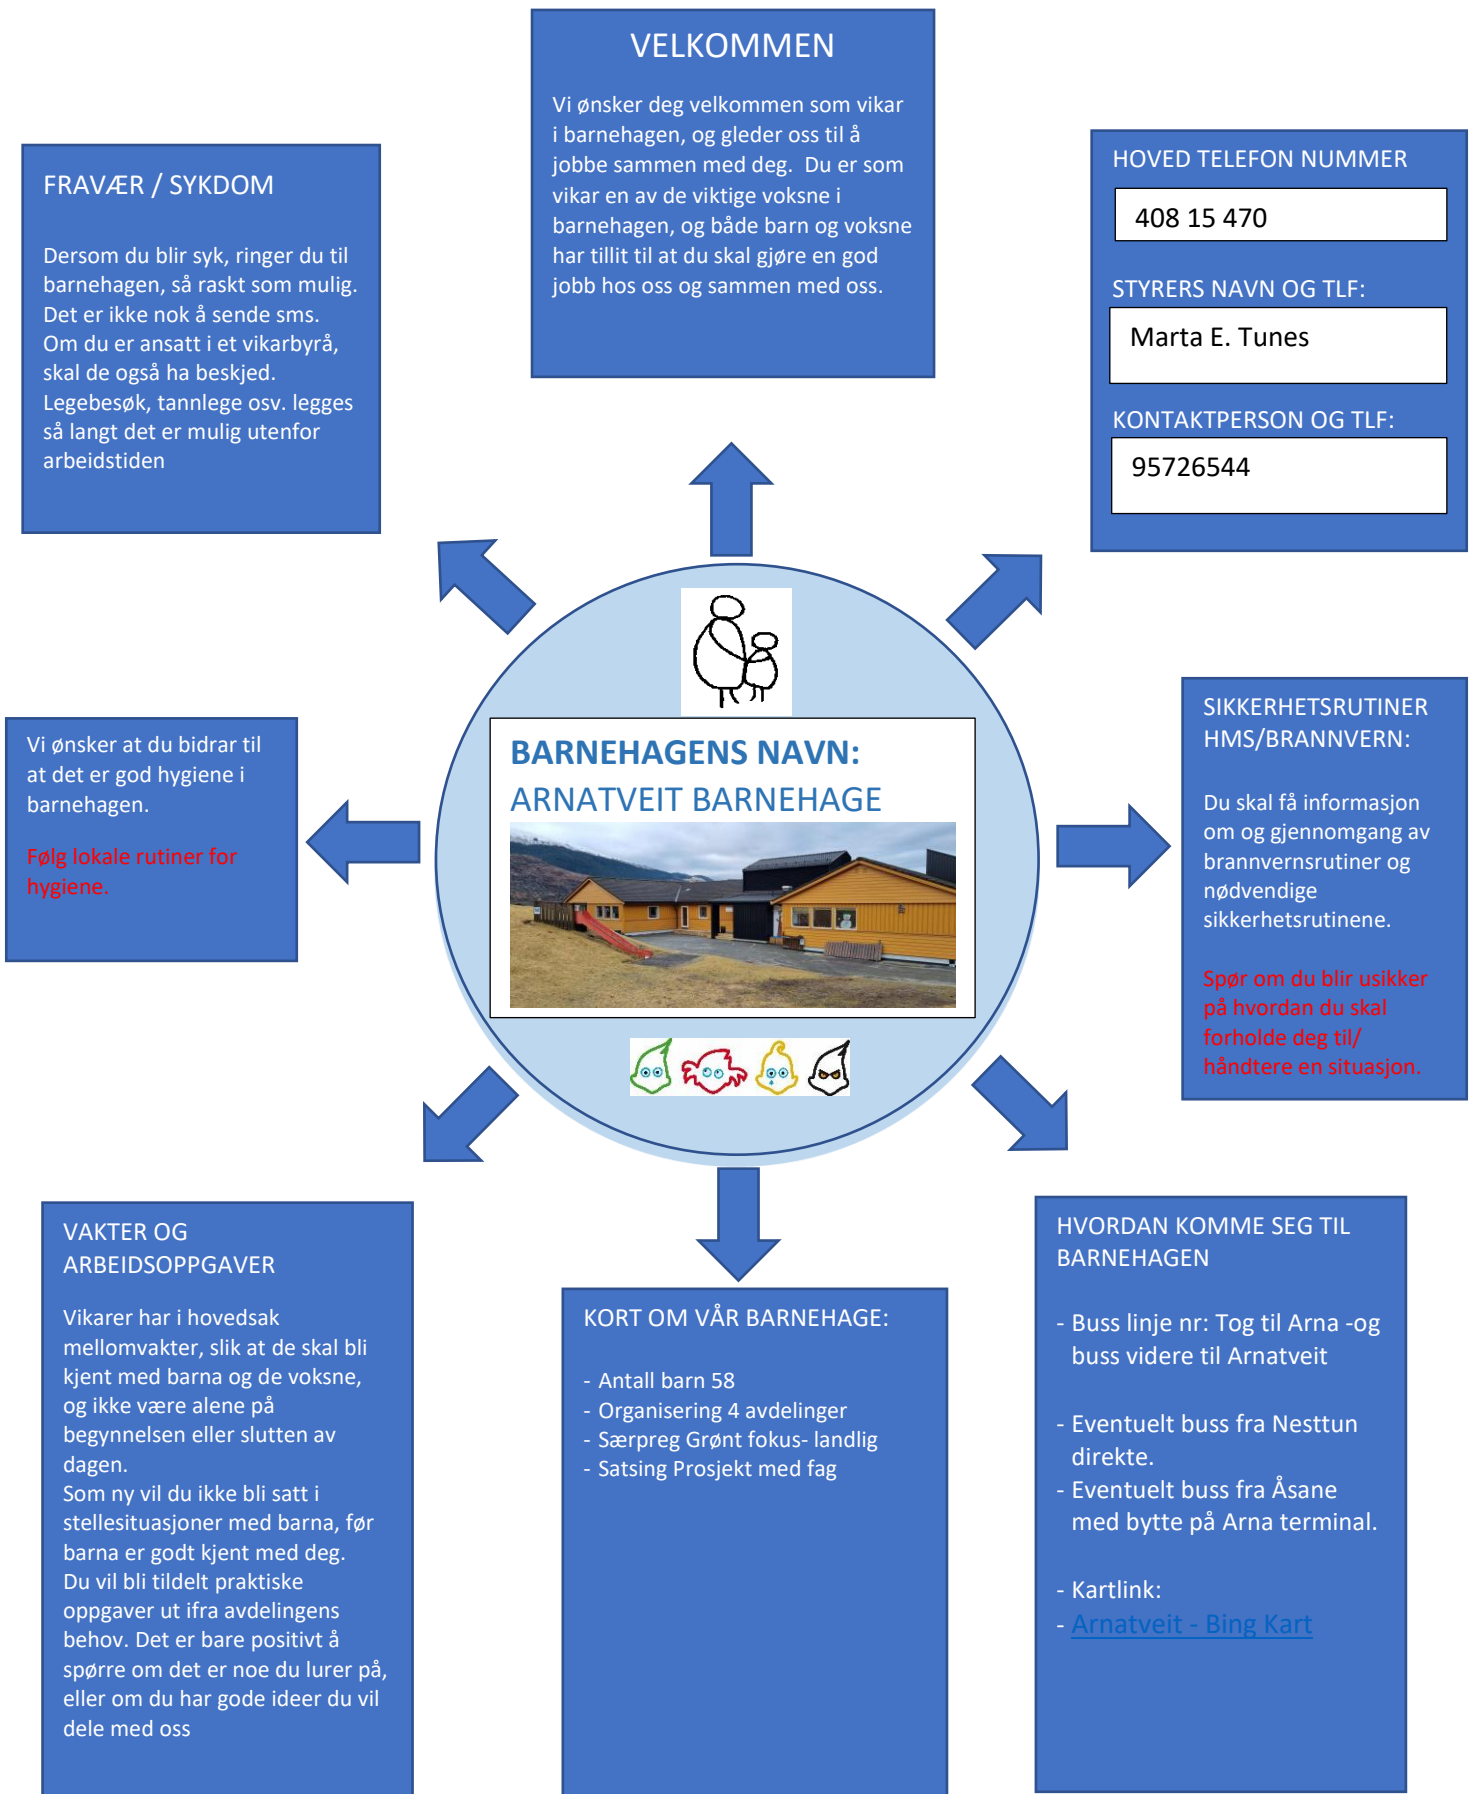 VELKOMMEN
Vi ønsker deg velkommen som vikar
i barnehagen, og gleder oss til å
jobbe sammen med deg.  Du er som
vikar en av de viktige voksne i
barnehagen, og både barn og voksne
har tillit til at du skal gjøre en god
jobb hos oss og sammen med oss.
FRAVÆR / SYKDOM
Dersom du blir syk, ringer du til
barnehagen, så raskt som mulig.
Det er ikke nok å sende sms.
Om du er ansatt i et vikarbyrå,
skal de også ha beskjed.
Legebesøk, tannlege osv. legges
så langt det er mulig utenfor
arbeidstiden
HOVED TELEFON NUMMER
408 15 470
STYRERS NAVN OG TLF:
Marta E. Tunes
KONTAKTPERSON OG TLF:
95726544
Vi ønsker at du bidrar til
at det er god hygiene i
barnehagen.
Følg lokale rutiner for
hygiene.
BARNEHAGENS NAVN:
ARNATVEIT BARNEHAGE
SIKKERHETSRUTINER
HMS/BRANNVERN:
Du skal få informasjon
om og gjennomgang av
brannvernsrutiner og
nødvendige
sikkerhetsrutinene.
Spør om du blir usikker
på hvordan du skal
forholde deg til/
håndtere en situasjon.
VAKTER OG
ARBEIDSOPPGAVER
Vikarer har i hovedsak
mellomvakter, slik at de skal bli
kjent med barna og de voksne,
og ikke være alene på
begynnelsen eller slutten av
dagen.
Som ny vil du ikke bli satt i
stellesituasjoner med barna, før
barna er godt kjent med deg.
Du vil bli tildelt praktiske
oppgaver ut ifra avdelingens
behov. Det er bare positivt å
spørre om det er noe du lurer på,
eller om du har gode ideer du vil
dele med oss
KORT OM VÅR BARNEHAGE:
- Antall barn 58
- Organisering 4 avdelinger
- Særpreg Grønt fokus- landlig
- Satsing Prosjekt med fag
HVORDAN KOMME SEG TIL
BARNEHAGEN
- Buss linje nr: Tog til Arna -og
buss videre til Arnatveit
- Eventuelt buss fra Nesttun
direkte.
- Eventuelt buss fra Åsane
med bytte på Arna terminal.
- Kartlink:
- Arnatveit - Bing Kart